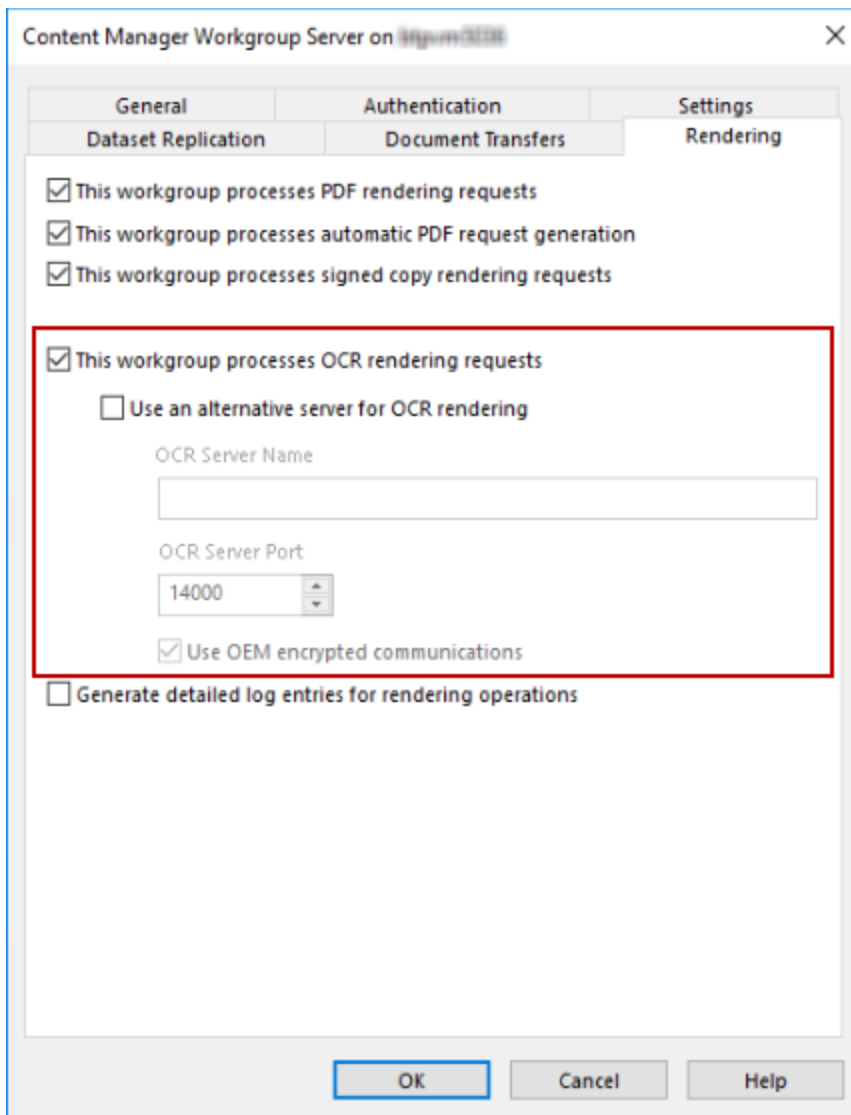 Content Manager Workgroup Server on
General Authentication Settings
Dataset Replication Document Transfers Rendering
This workgroup processes PDF rendering requests
This workgroup processes automatic PDF request generation
This workgroup processes signed copy rendering requests
This workgroup processes OCR rendering requests
Use an alternative server for OCR rendering
OCR Server Name
OCR Server Port
14000
Use OEM encrypted communications
Generate detailed log entries for rendering operations
OK Cancel Help